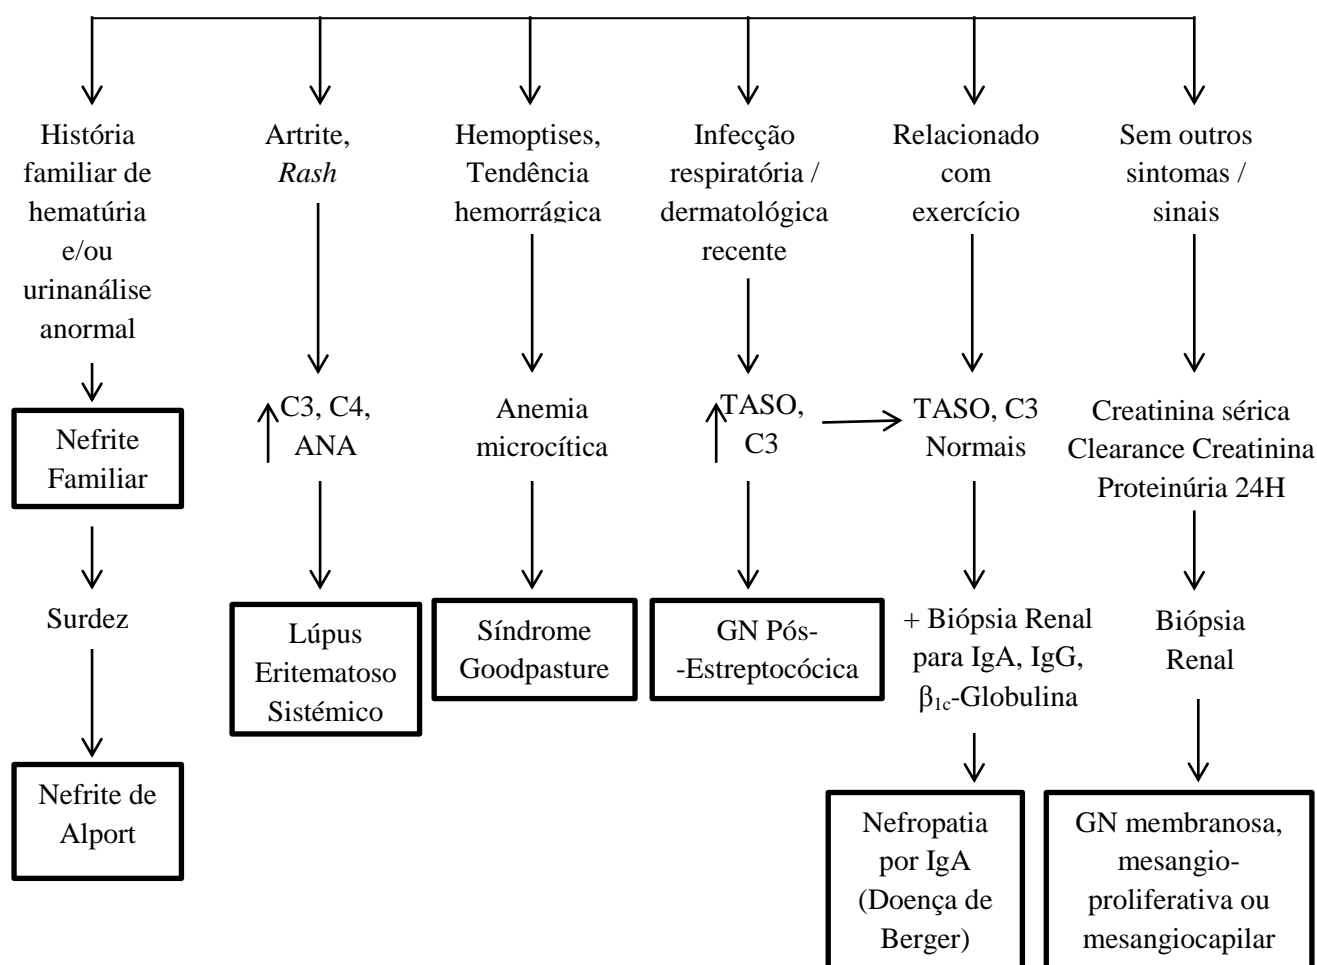 História
familiar de
hematúria
e/ou
urinanálise
anormal
Nefrite
Familiar
Surdez
Nefrite de
Alport
Artrite,
Rash
C3, C4,
ANA
Lúpus
Eritematoso
Sistémico
Hemoptises,
Tendência
hemorrágica
Anemia
microcítica
Síndrome
Goodpasture
Infecção
respiratória /
dermatológica
recente
TASO,
C3
GN Pós-
-Estreptocócica
Relacionado
com
exercício
TASO, C3
Normais
+ Biópsia Renal
para IgA, IgG,
β1c-Globulina
Nefropatia
por IgA
(Doença de
Berger)
Sem outros
sintomas /
sinais
Creatinina sérica
Clearance Creatinina
Proteinúria 24H
Biópsia
Renal
GN membranosa,
mesangio-
proliferativa ou
mesangiocapilar